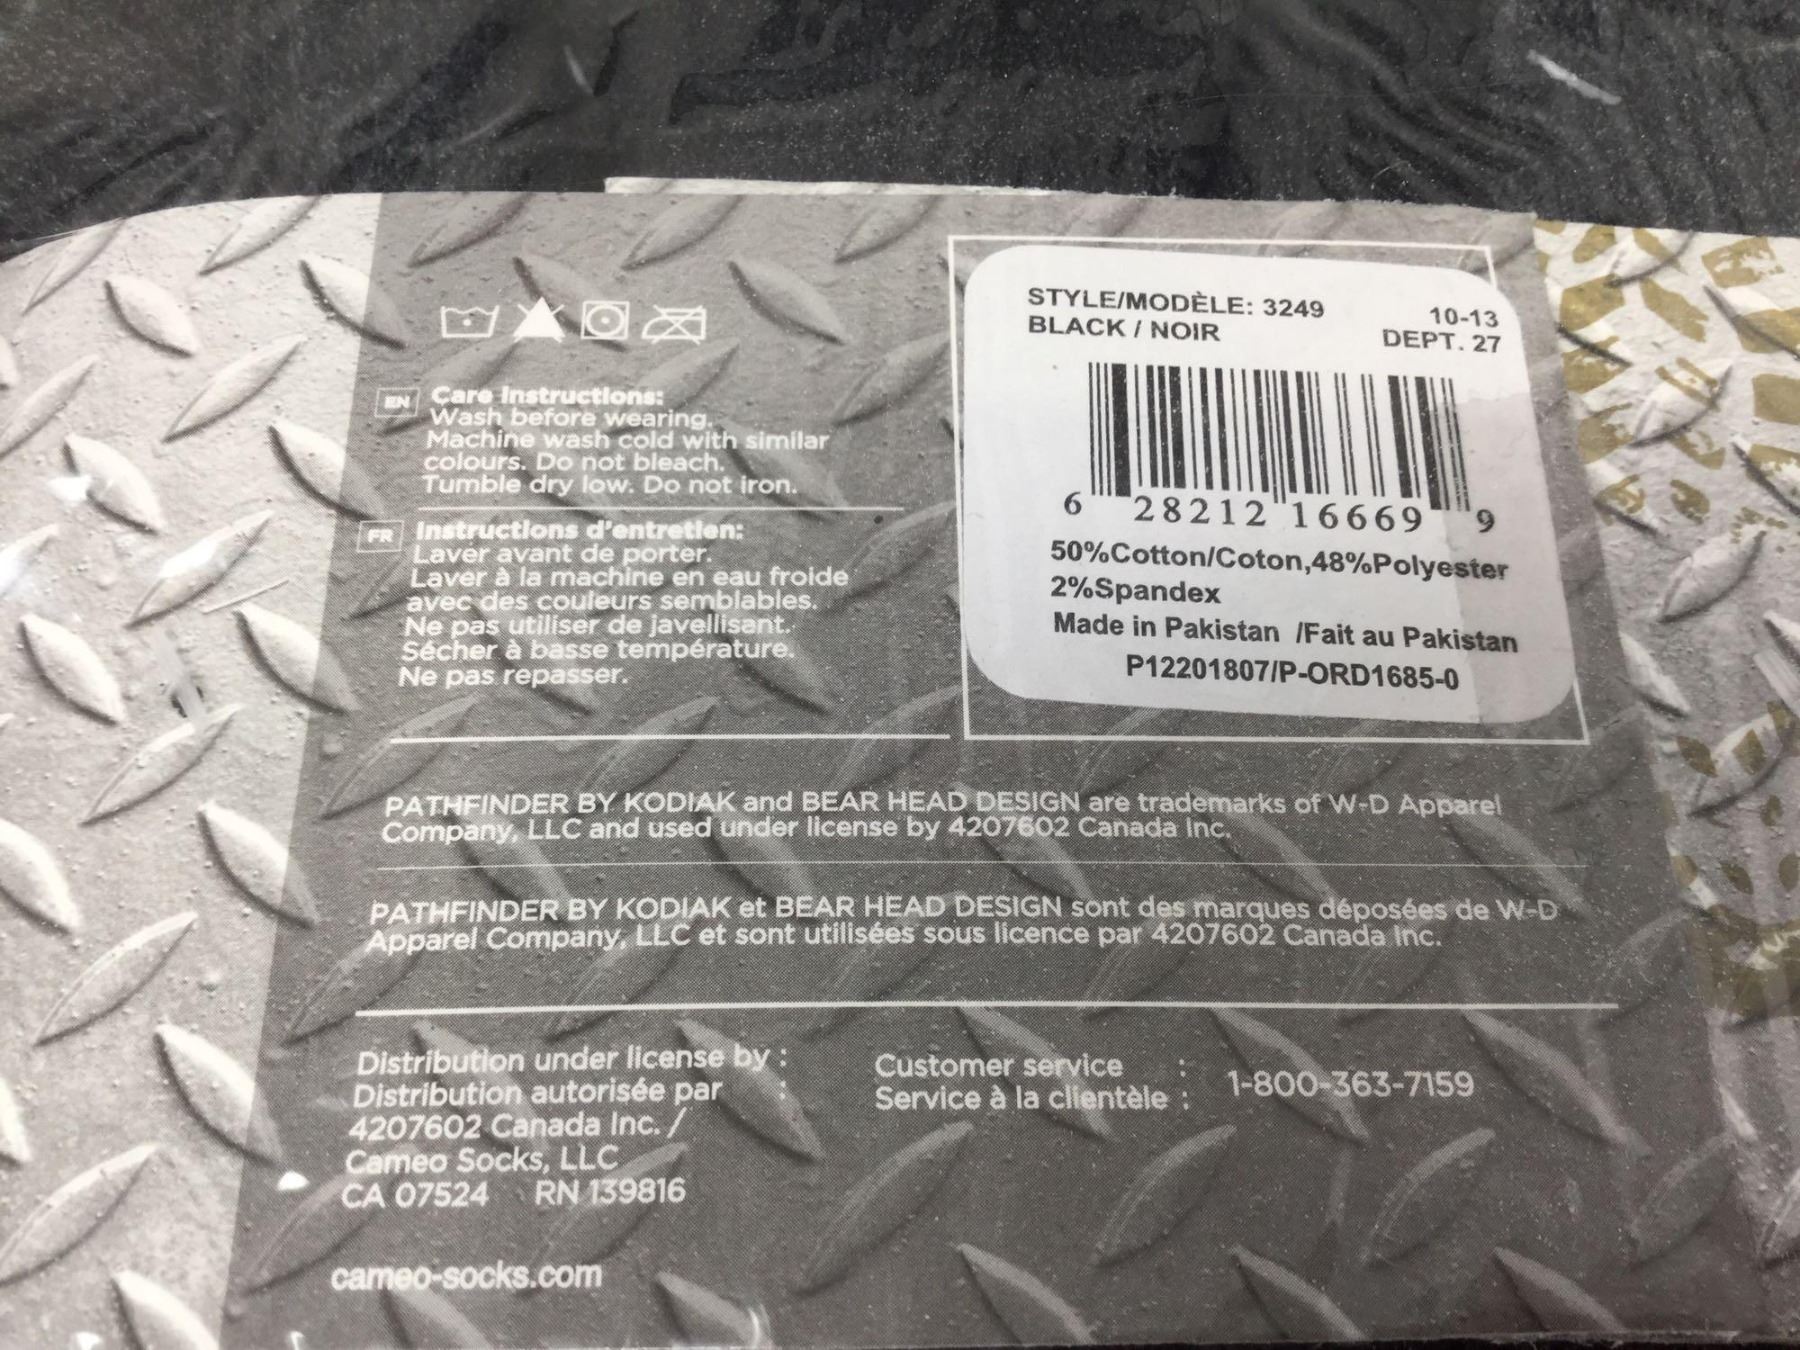 EN
Care Instructions:
Wash before wearing.
Machine wash cold with similar
colours. Do not bleach.
Tumble dry low. Do not iron.
FR
Instructions d'entretien:
Laver avant de porter.
Laver à la machine en eau froide
avec des couleurs semblables.
Ne pas utiliser de javellisant.
Sécher à basse température.
Ne pas repasser.
STYLE/MODÈLE: 3249
10-13
BLACK / NOIR
DEPT. 27
6 28212 16669 9
50%Cotton/Coton,48%Polyester
2%Spandex
Made in Pakistan /Fait au Pakistan
P12201807/P-ORD1685-0
PATHFINDER BY KODIAK and BEAR HEAD DESIGN are trademarks of W-D Apparel
Company, LLC and used under license by 4207602 Canada Inc.
PATHFINDER BY KODIAK et BEAR HEAD DESIGN sont des marques déposées de W-D
Apparel Company, LLC et sont utilisées sous licence par 4207602 Canada Inc.
Distribution under license by :
Distribution autorisée par :
4207602 Canada Inc. /
Cameo Socks, LLC
CA 07524 RN 139816
Customer service :
Service à la clientèle :
1-800-363-7159
cameo-socks.com